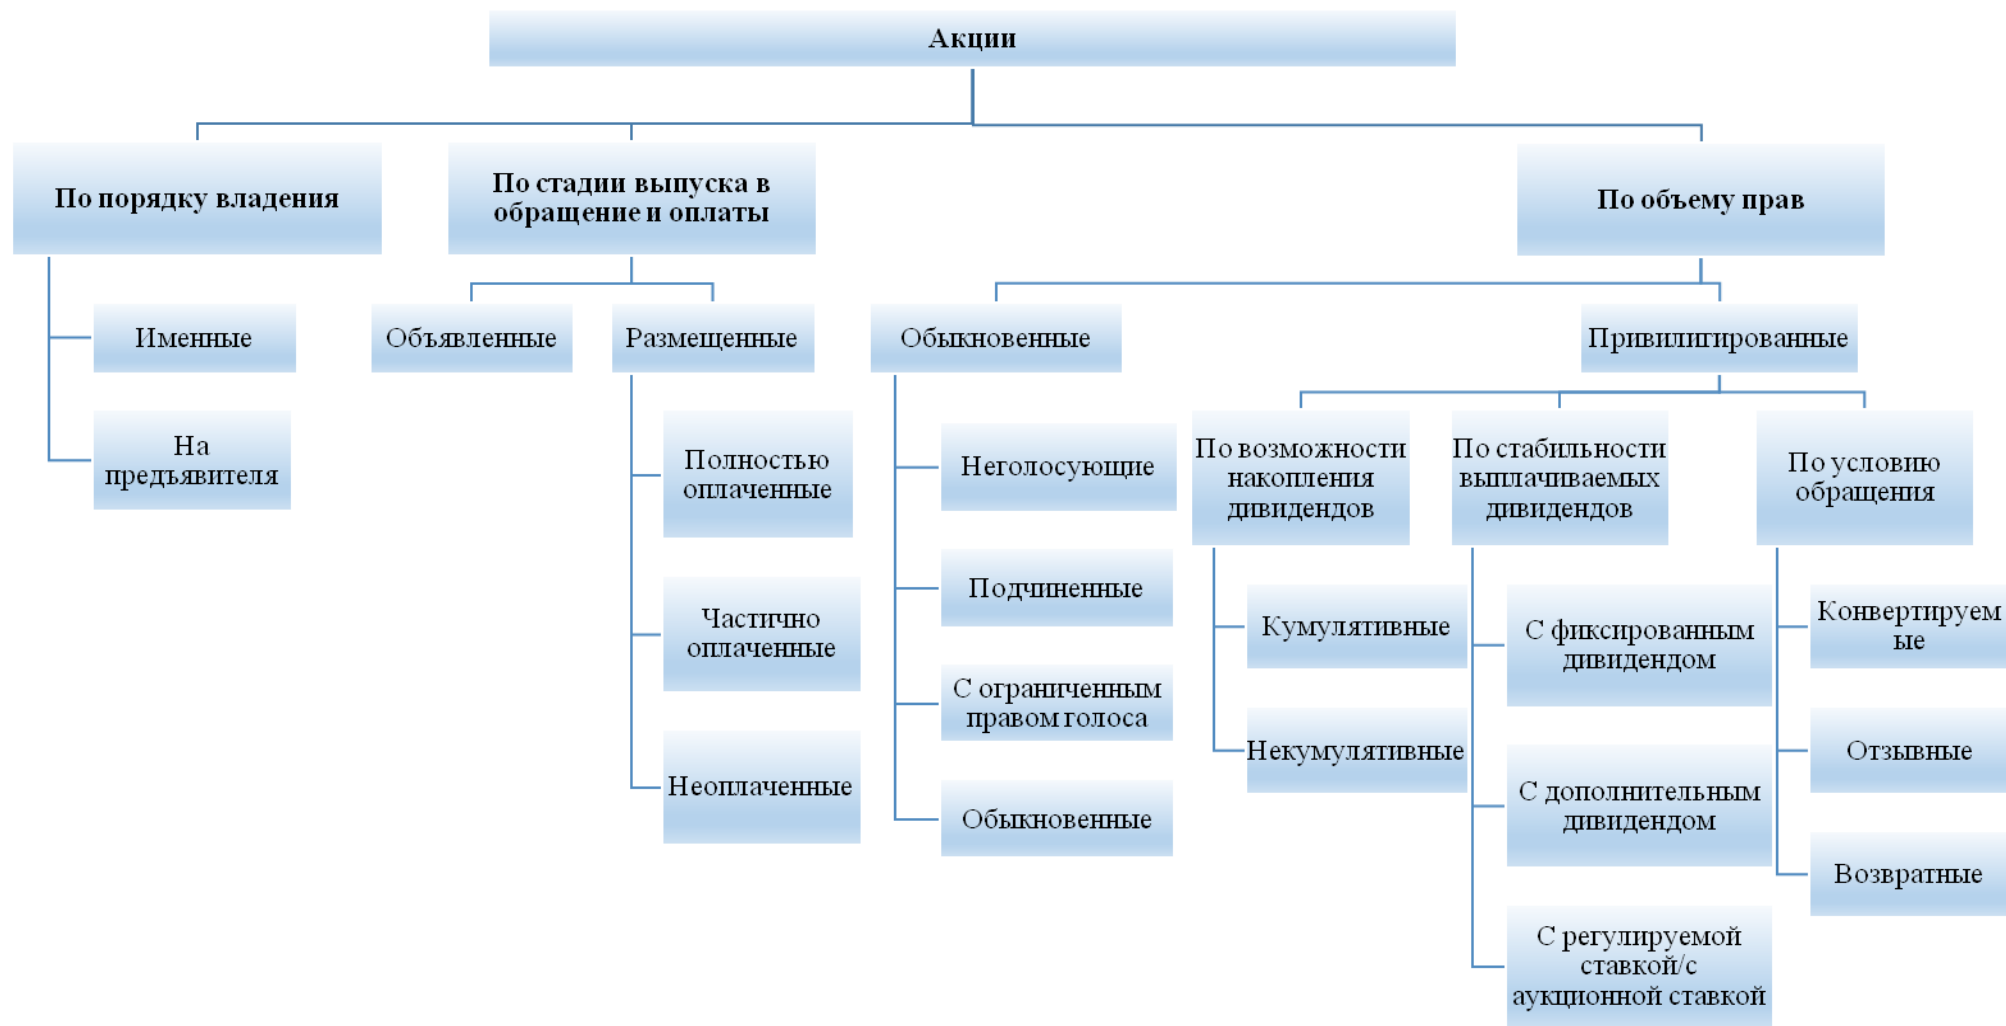 Акции
По порядку владения
По стадии выпуска в
обращение и оплаты
По объему прав
Именные
На
предъявителя
Объявленные
Размещенные
Полностью
оплаченные
Частично
оплаченные
Неоплаченные
Обыкновенные
Неголосующие
Подчиненные
С ограниченным
правом голоса
Обыкновенные
Привилигированные
По возможности
накопления
дивидендов
Кумулятивные
Некумулятивные
По стабильности
выплачиваемых
дивидендов
С фиксированным
дивидендом
С дополнительным
дивидендом
С регулируемой
ставкой/с
аукционной ставкой
По условию
обращения
Конвертируем
ые
Отзывные
Возвратные